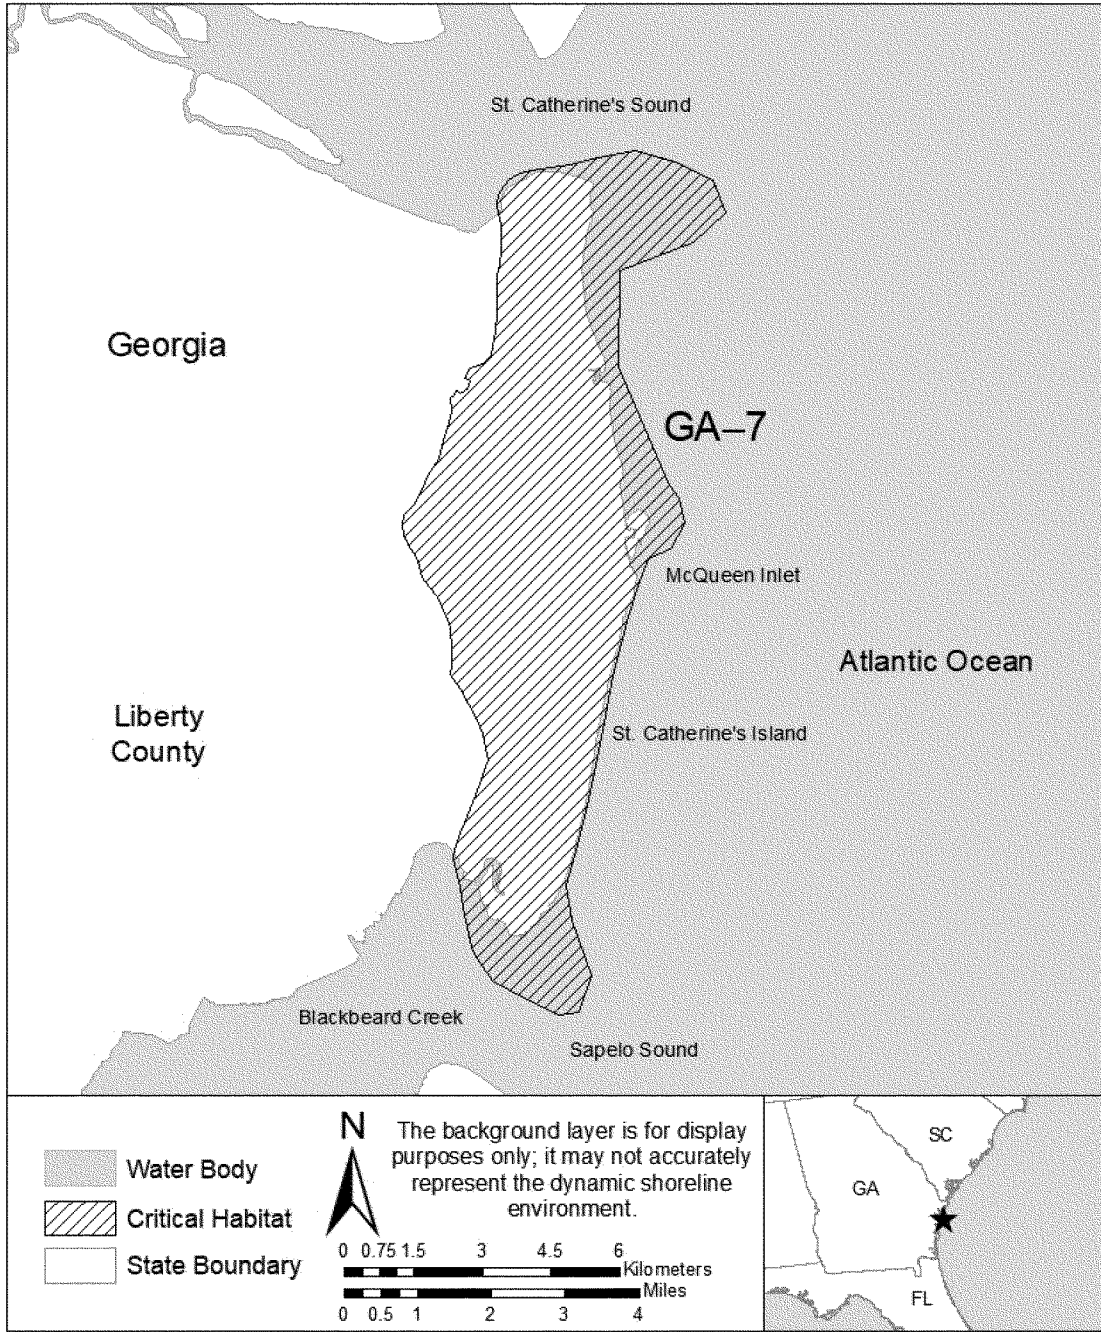 St. Catherine's Sound
Georgia
GA–7
McQueen Inlet
Atlantic Ocean
Liberty
County
St. Catherine's Island
Blackbeard Creek
Sapelo Sound
Water Body
Critical Habitat
State Boundary
N
The background layer is for display
purposes only; it may not accurately
represent the dynamic shoreline
environment.
0 0.75 1.5 3 4.5 6
Kilometers
Miles
0 0.5 1 2 3 4
SC
GA
FL